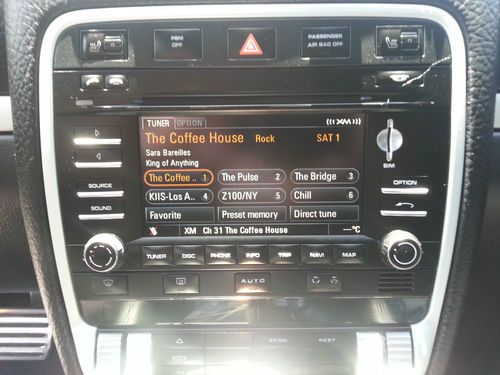 PSM OFF
PASSENGER
AIR BAG OFF
TUNER OPTION
((( XM )))
The Coffee House Rock SAT 1
Sara Bareilles
King of Anything
The Coffee .. 1 The Pulse 2 The Bridge 3
KIIS-Los A.. 4 Z100/NY 5 Chill 6
Favorite Preset memory Direct tune
XM Ch 31 The Coffee House ---°C
SOURCE
SOUND
SIM
OPTION
TUNER DISC PHONE INFO TRIP NAVI MAP
AUTO
ECON REST